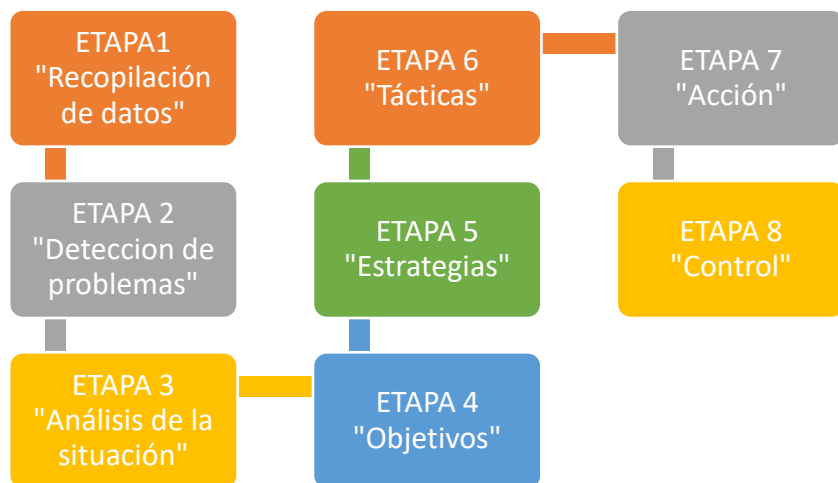 ETAPA1
"Recopilación
de datos"
ETAPA 2
"Deteccion de
problemas"
ETAPA 3
"Análisis de la
situación"
ETAPA 4
"Objetivos"
ETAPA 5
"Estrategias"
ETAPA 6
"Tácticas"
ETAPA 7
"Acción"
ETAPA 8
"Control"